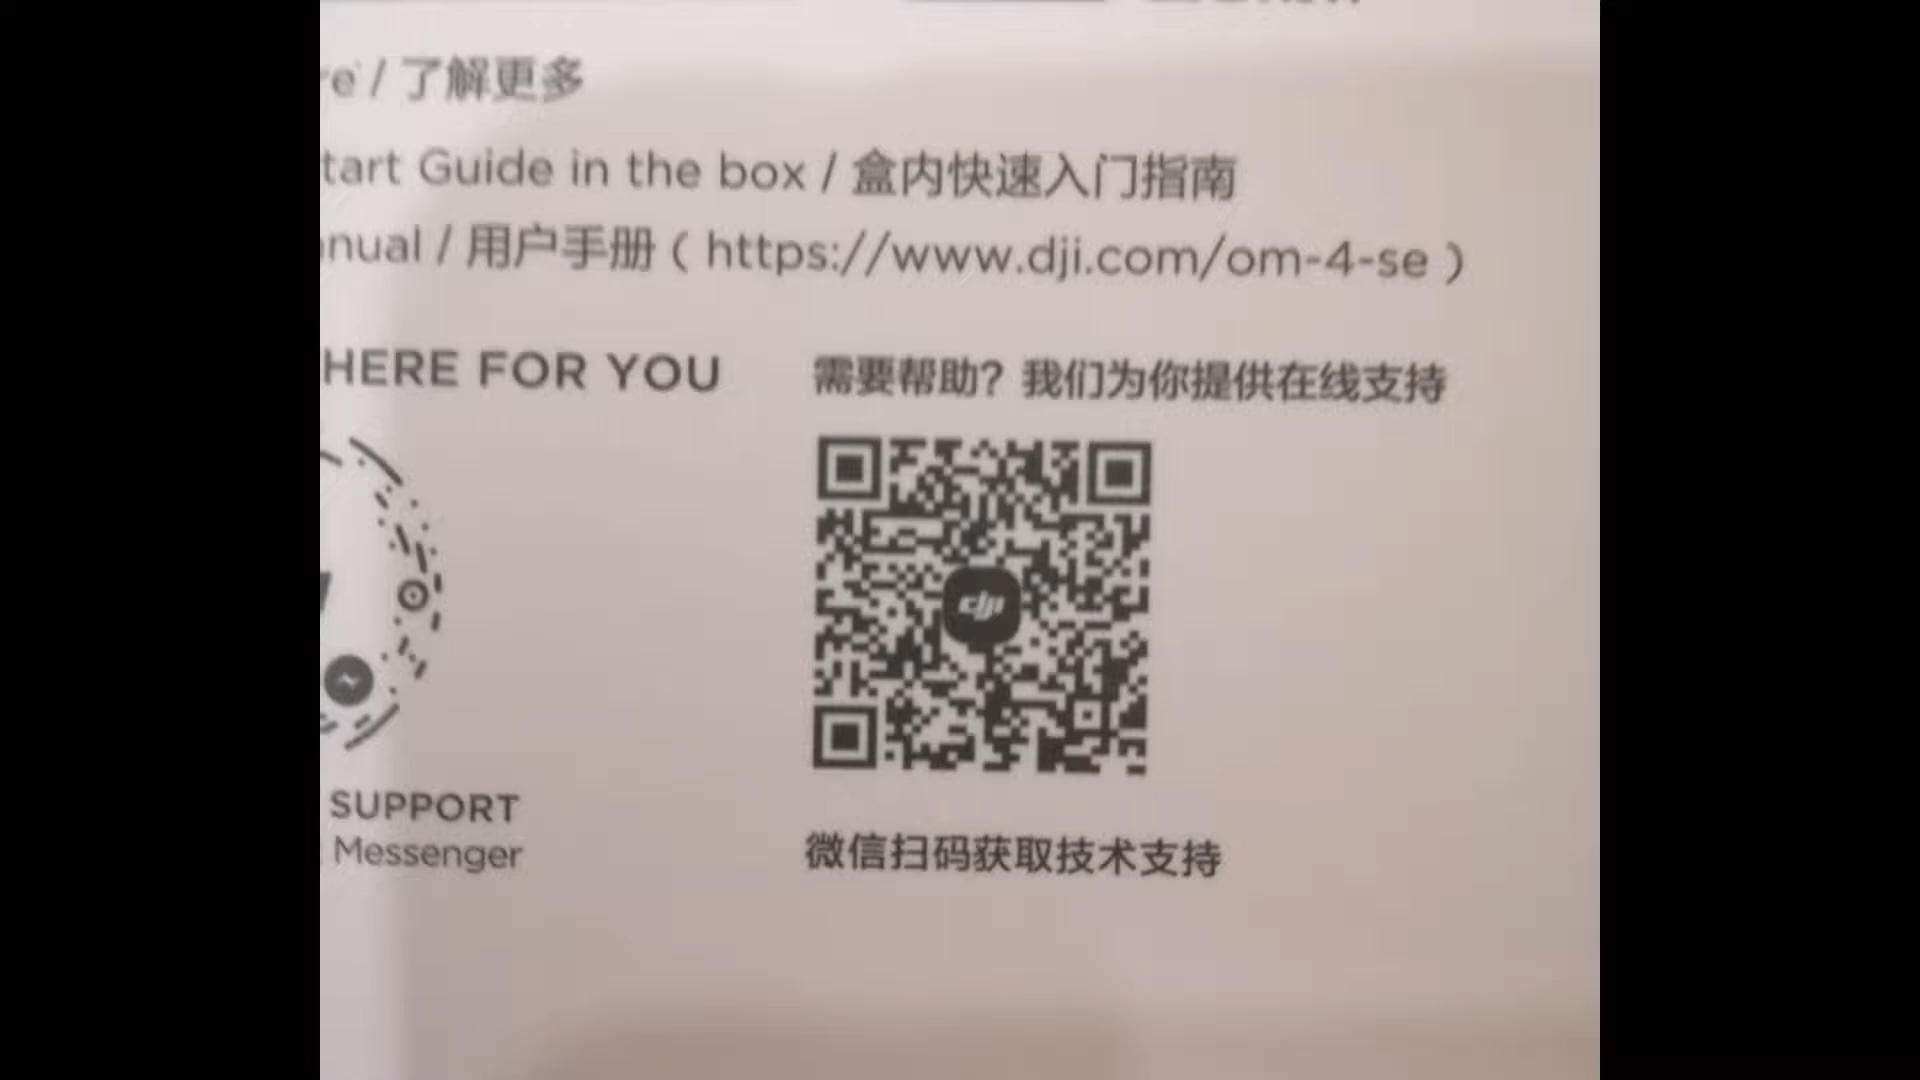 re / 了解更多
tart Guide in the box / 盒内快速入门指南
nual / 用户手册 ( https://www.dji.com/om-4-se )
HERE FOR YOU
需要帮助？我们为你提供在线支持
dji
SUPPORT
Messenger
微信扫码获取技术支持